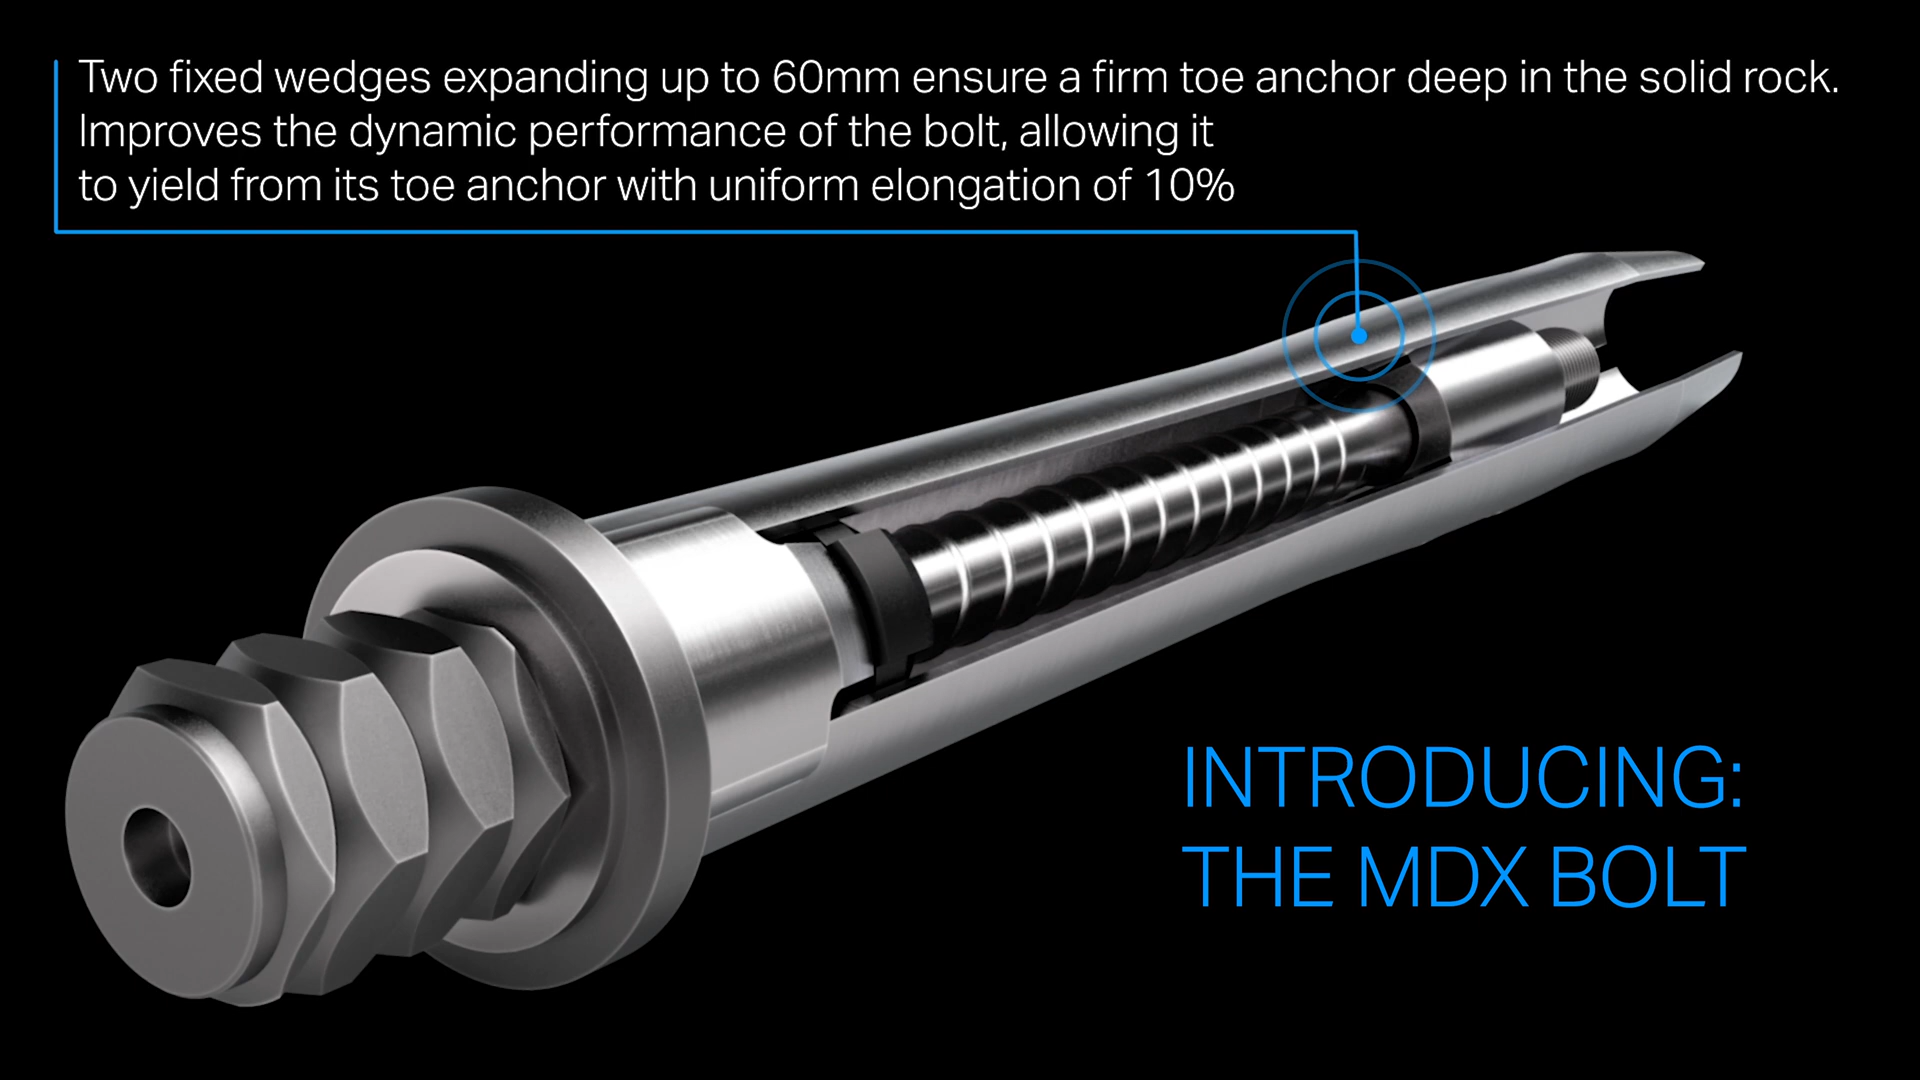 Two fixed wedges expanding up to 60mm ensure a firm toe anchor deep in the solid rock.
Improves the dynamic performance of the bolt, allowing it
to yield from its toe anchor with uniform elongation of 10%
INTRODUCING:
THE MDX BOLT